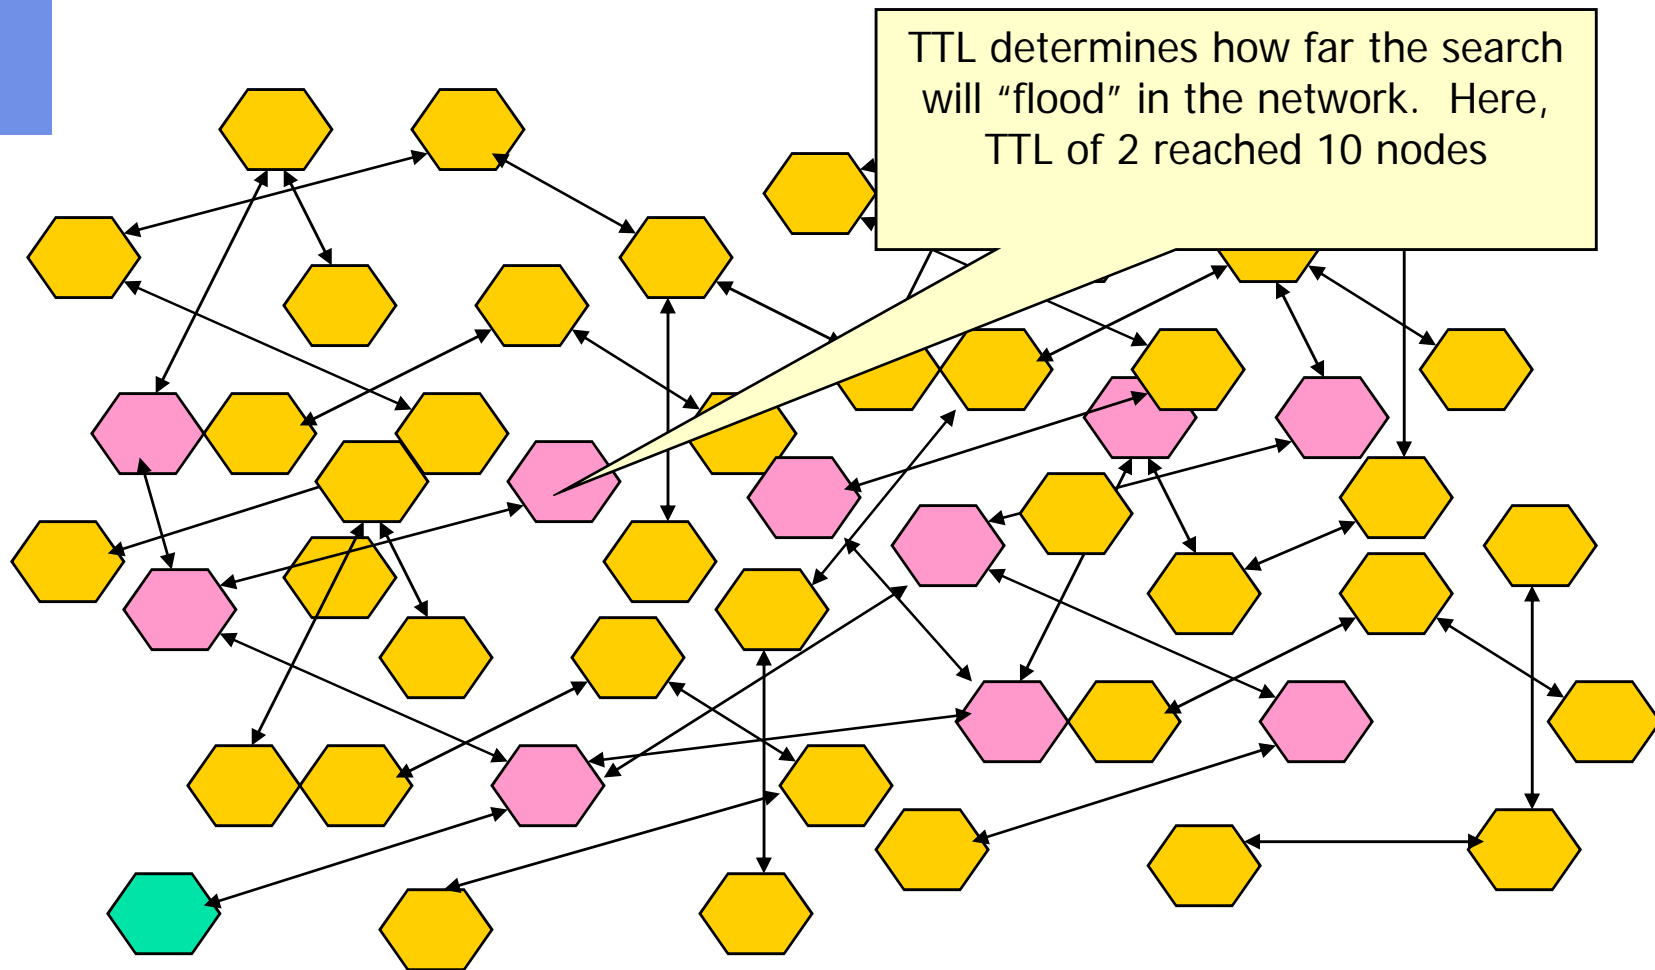 TTL determines how far the search
will “flood” in the network. Here,
TTL of 2 reached 10 nodes